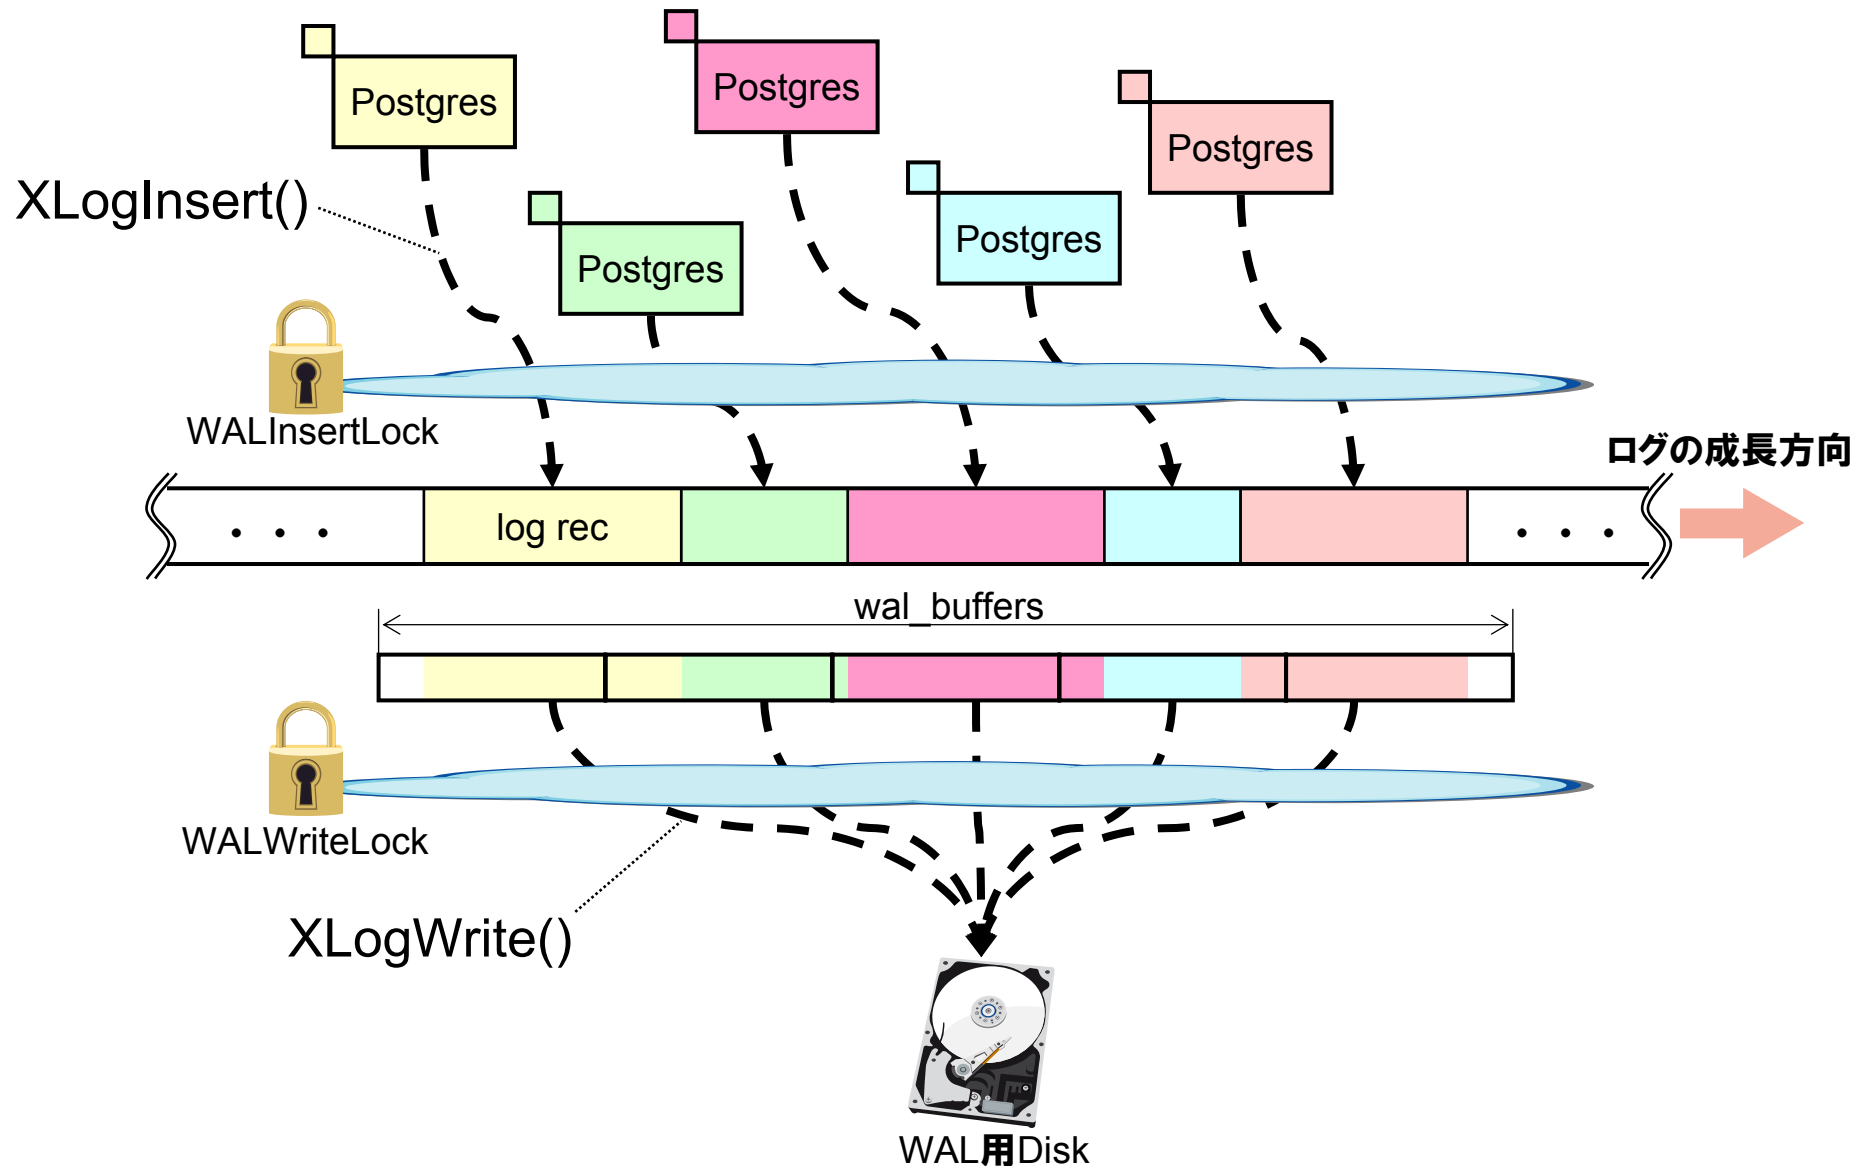 Postgres
Postgres
Postgres
XLogInsert()
Postgres
Postgres
WALInsertLock
ログの成長方向
・・・
log rec
・・・
wal_buffers
WALWriteLock
XLogWrite()
WAL用Disk